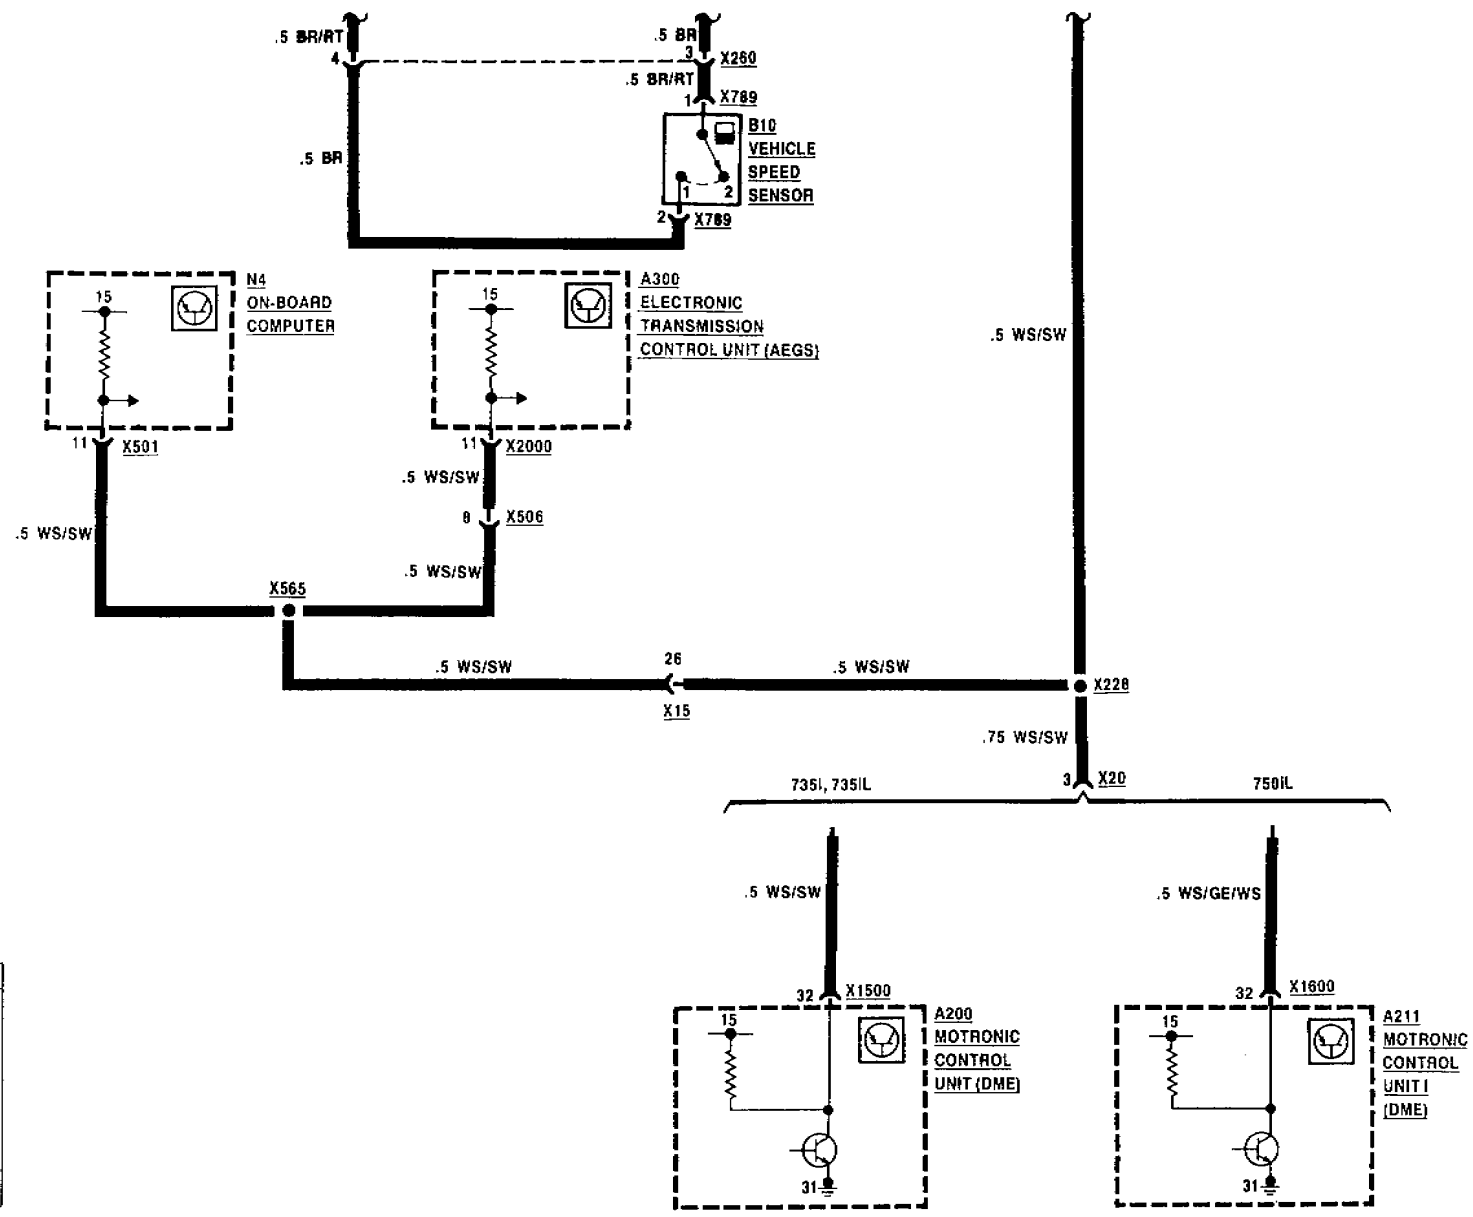 .5 BR/RT
.5 BR
4
3
X260
.5 BR/RT
1
X789
B10
VEHICLE
SPEED
SENSOR
.5 BR
1
2
2
X789
N4
ON-BOARD
COMPUTER
15
A300
ELECTRONIC
TRANSMISSION
CONTROL UNIT (AEGS)
15
.5 WS/SW
11
X501
11
X2000
.5 WS/SW
8
X506
.5 WS/SW
.5 WS/SW
X565
.5 WS/SW
26
X15
.5 WS/SW
X228
.75 WS/SW
3
X20
735i, 735iL
750iL
.5 WS/SW
.5 WS/GE/WS
32
X1500
32
X1600
A200
MOTRONIC
CONTROL
UNIT (DME)
15
31
A211
MOTRONIC
CONTROL
UNIT I
(DME)
15
31